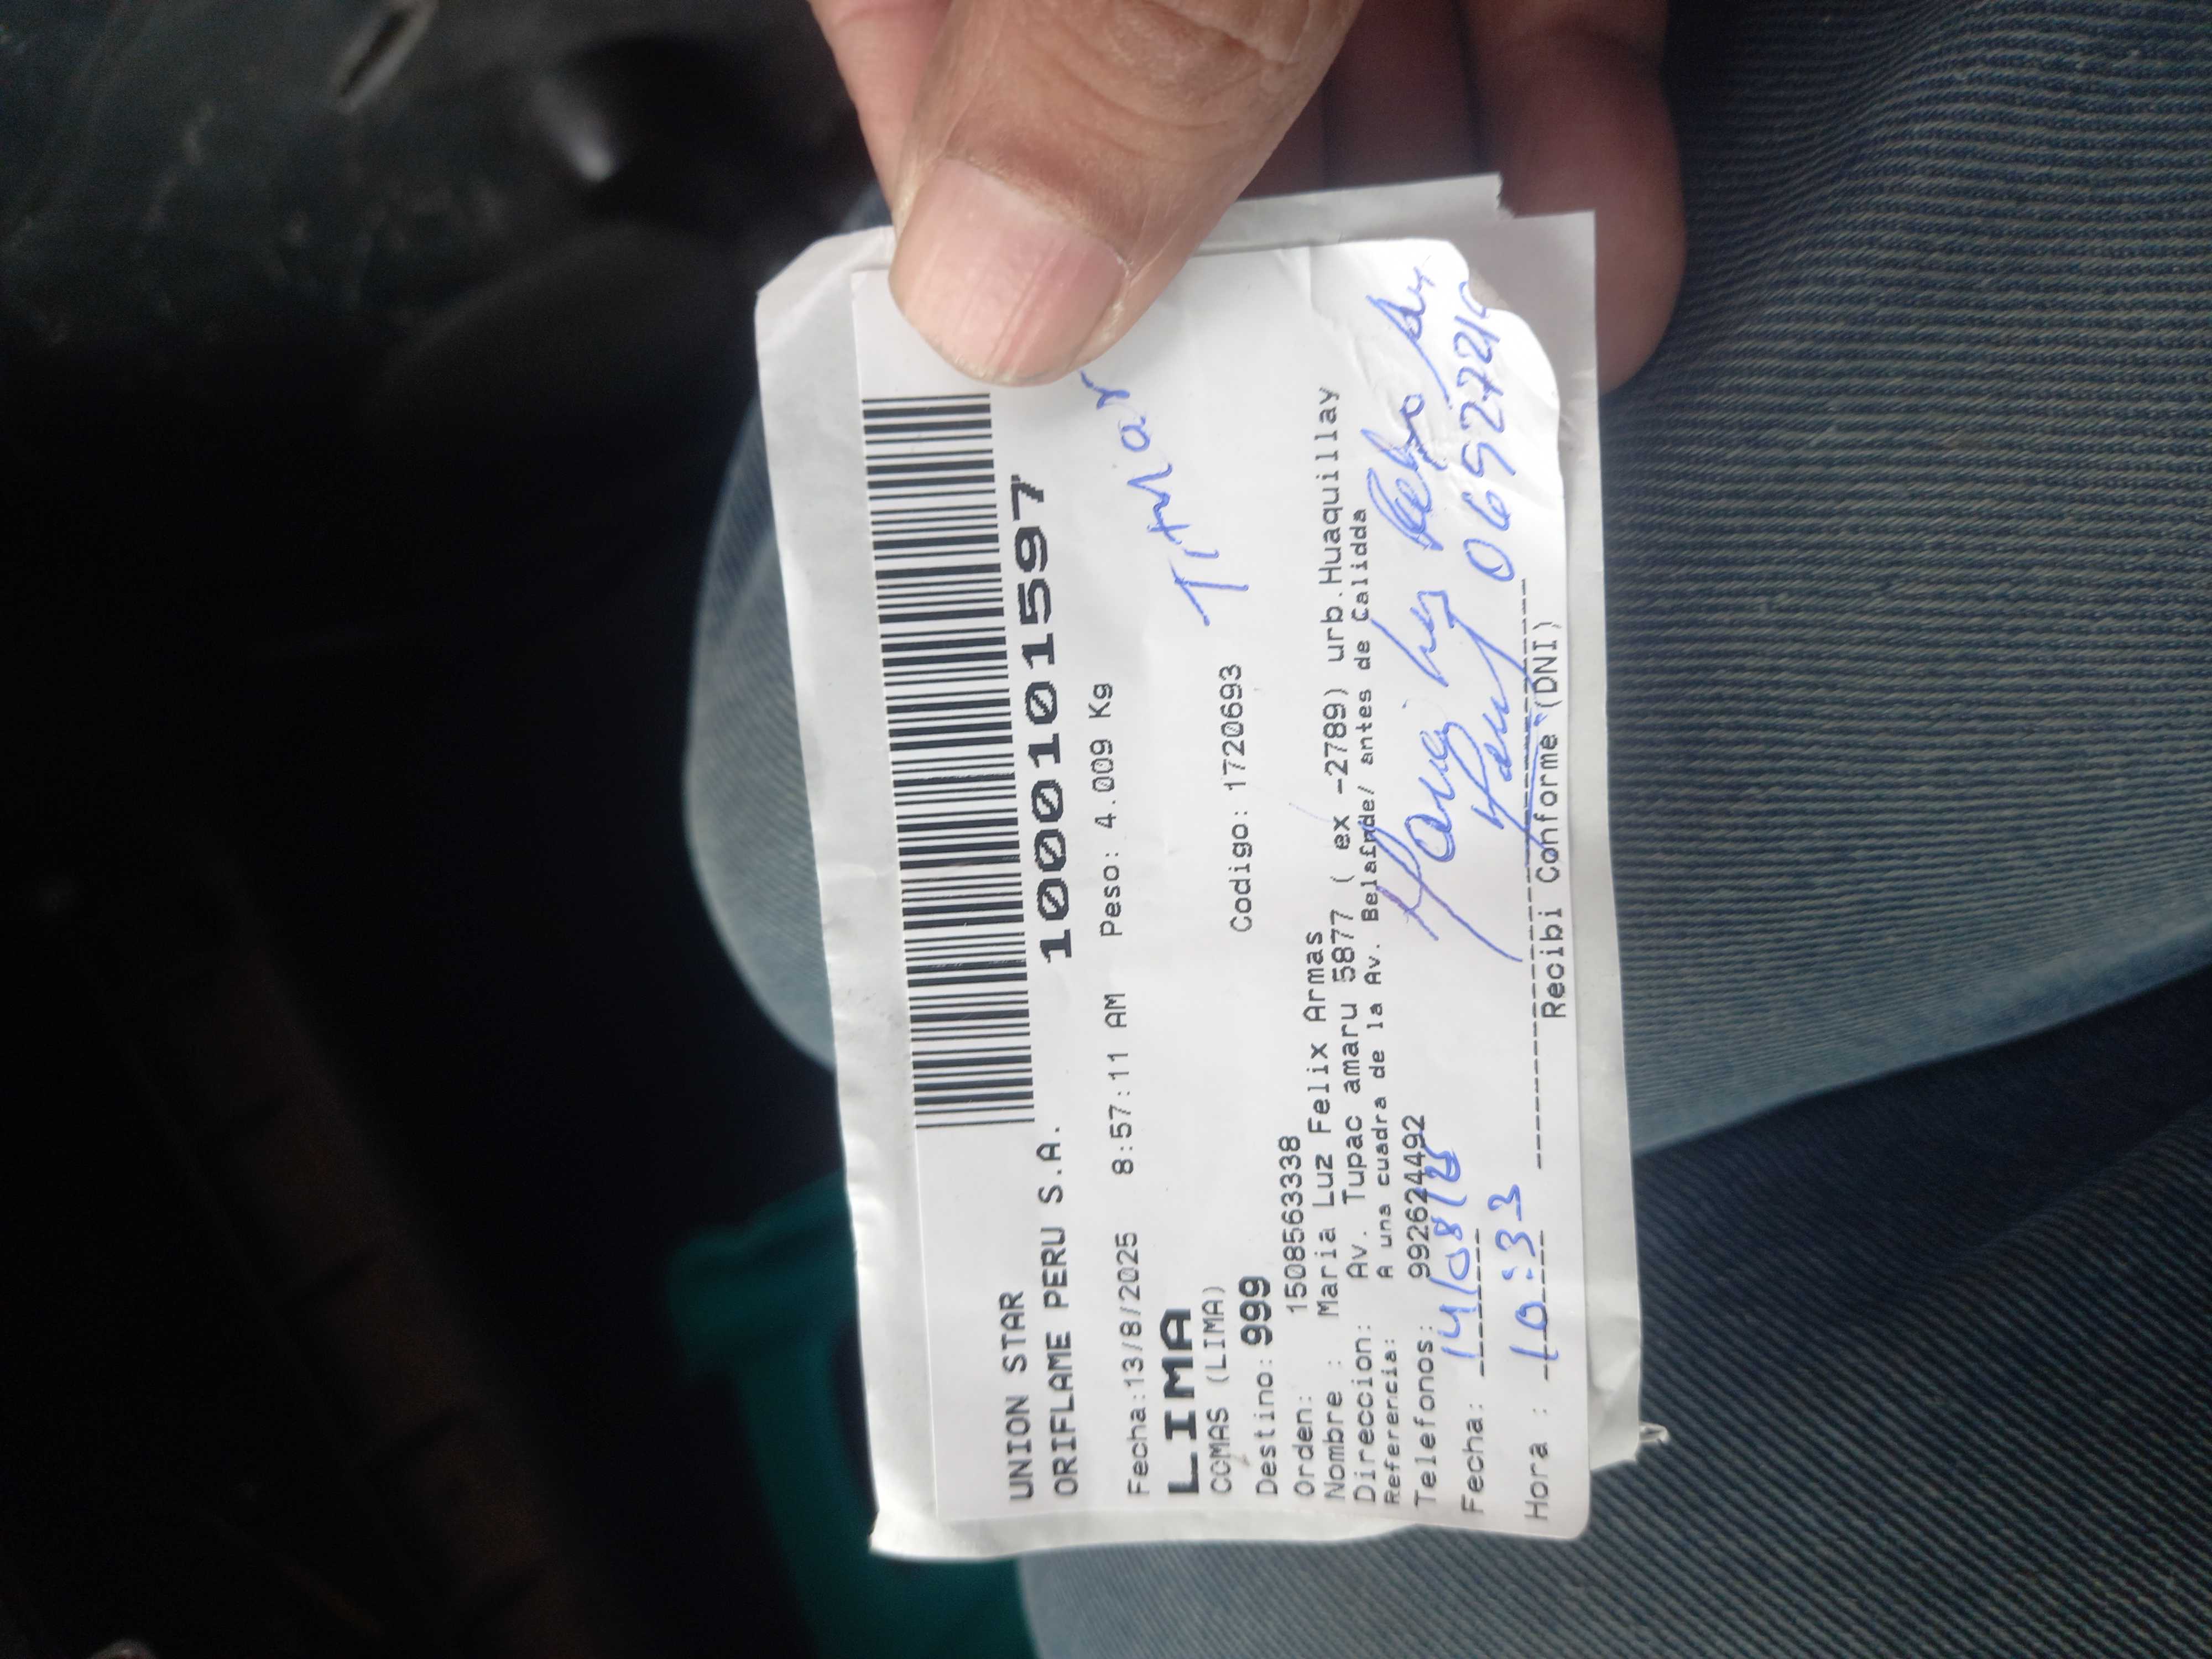 UNION STAR
ORIFLAME PERU S.A. 1000101597
Fecha:13/8/2025 8:57:11 AM Peso: 4.009 Kg
LIMA
Titular
COMAS (LIMA) Codigo: 1720693
Destino: 999
Orden: 1508563338
Nombre : Maria Luz Felix Armas
Direccion: Av. Tupac amaru 5877 ( ex -2789) urb.Huaquillay
Referencia: A una cuadra de la Av. Belafnde/ antes de Calidda
Telefonos: 992624492
Fecha: 14/08/25
Hora : 10:33
Recibi Conforme (DNI)